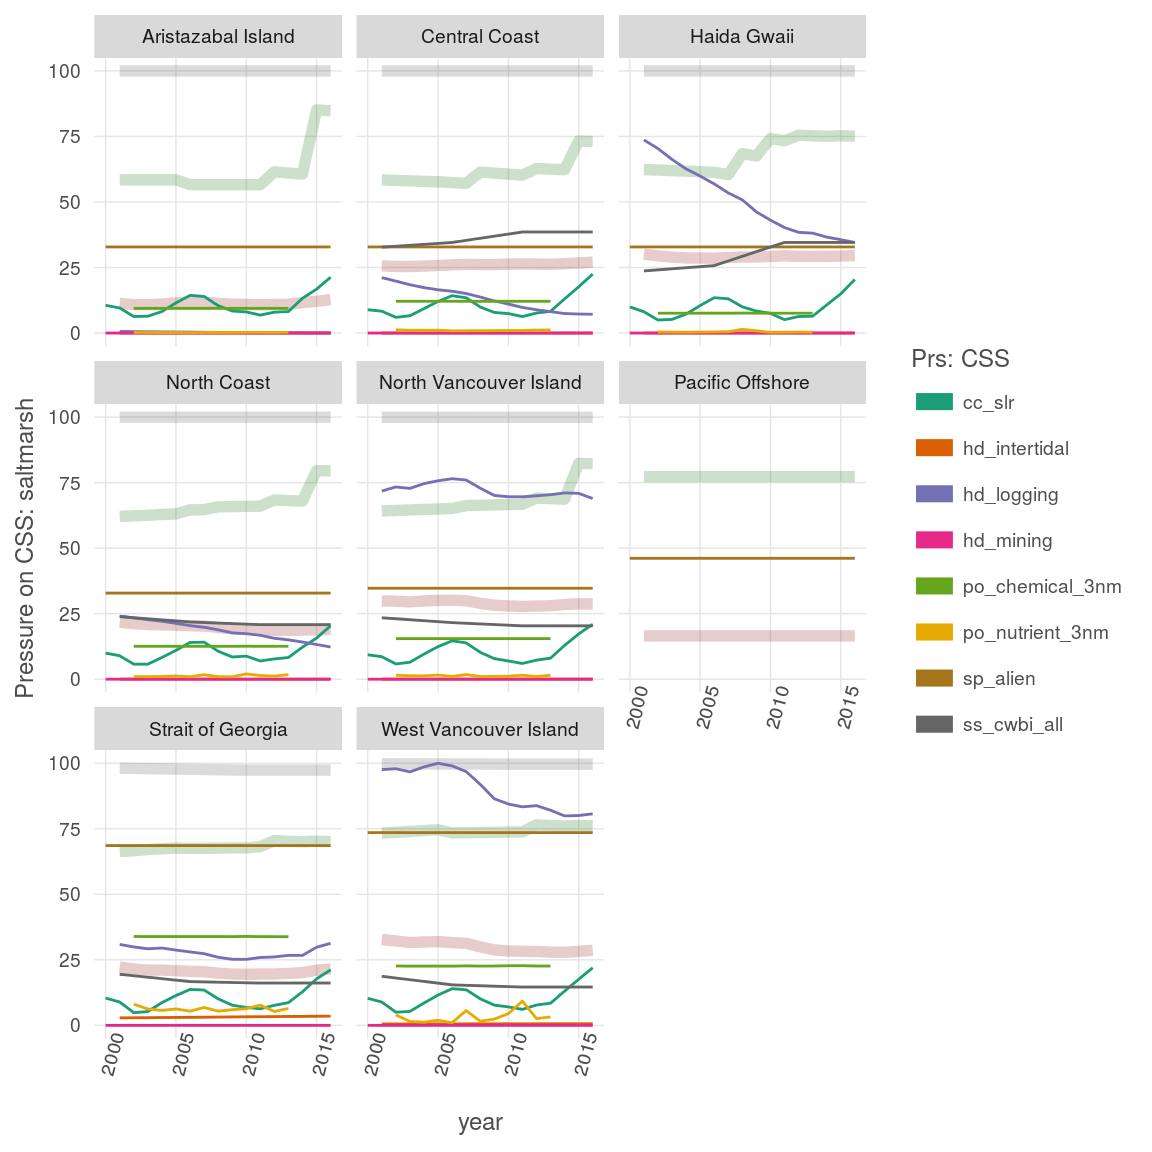 Aristazabal Island
Central Coast
Haida Gwaii
100
75
50
25
0
North Coast
North Vancouver Island
Pacific Offshore
100
75
50
25
0
2000
2005
2010
2015
Strait of Georgia
West Vancouver Island
100
75
50
25
0
2000
2005
2010
2015
2000
2005
2010
2015
year
Pressure on CSS: saltmarsh
Prs: CSS
cc_slr
hd_intertidal
hd_logging
hd_mining
po_chemical_3nm
po_nutrient_3nm
sp_alien
ss_cwbi_all